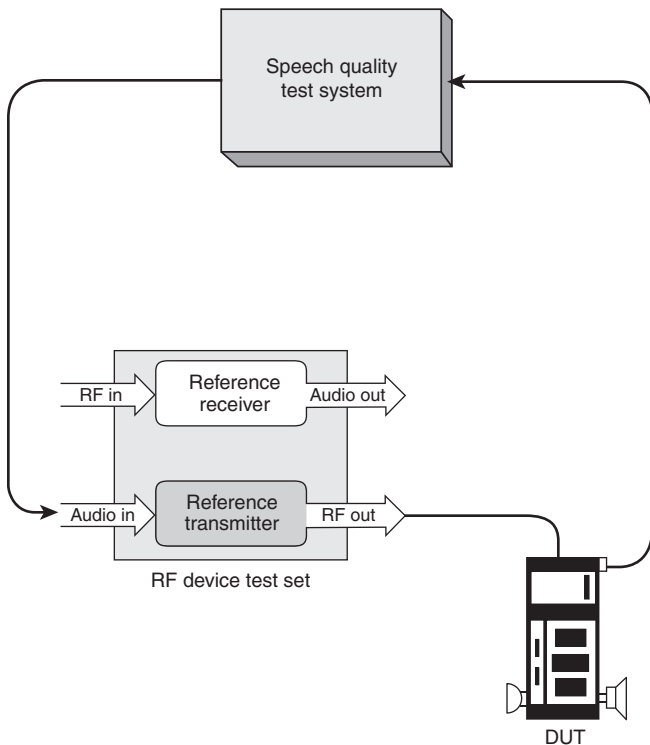 Speech quality
test system
RF in
Reference
receiver
Audio out
Audio in
Reference
transmitter
RF out
RF device test set
DUT